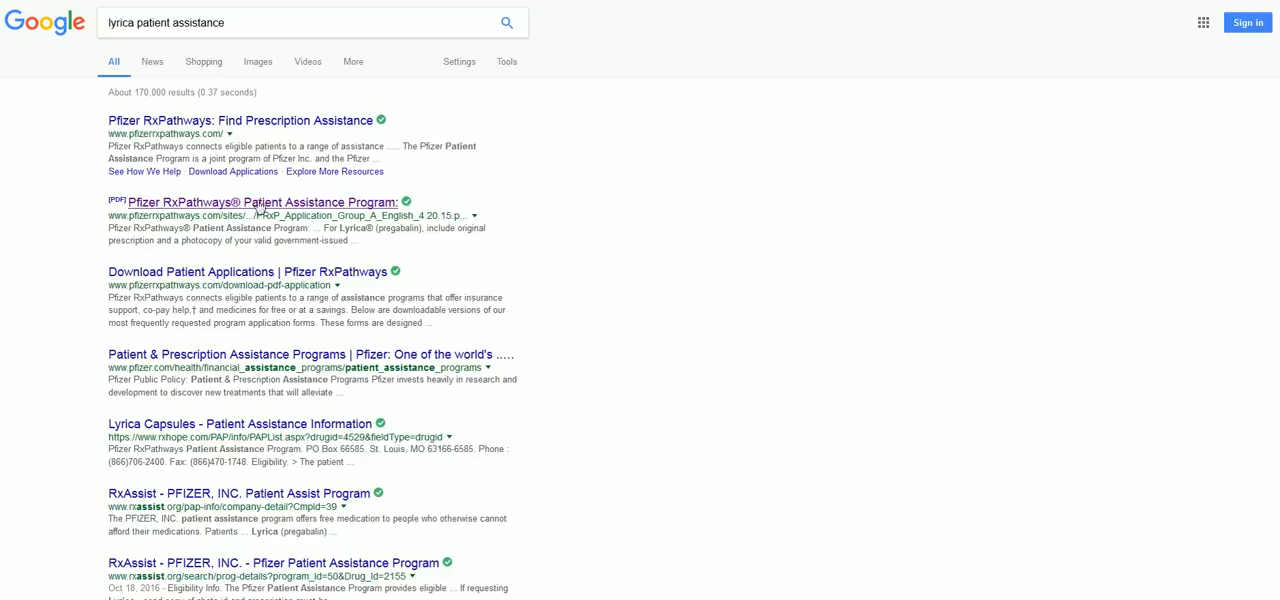 Google
lyrica patient assistance
Sign in
All News Shopping Images Videos More Settings Tools
About 170,000 results (0.37 seconds)
Pfizer RxPathways: Find Prescription Assistance
www.pfizerrxpathways.com/
Pfizer RxPathways connects eligible patients to a range of assistance ..... The Pfizer Patient
Assistance Program is a joint program of Pfizer Inc. and the Pfizer ...
See How We Help · Download Applications · Explore More Resources
[PDF] Pfizer RxPathways® Patient Assistance Program:
www.pfizerrxpathways.com/sites/.../PRxP_Application_Group_A_English_4.20.15.p...
Pfizer RxPathways® Patient Assistance Program: ... For Lyrica® (pregabalin), include original
prescription and a photocopy of your valid government-issued ...
Download Patient Applications | Pfizer RxPathways
www.pfizerrxpathways.com/download-pdf-application
Pfizer RxPathways connects eligible patients to a range of assistance programs that offer insurance
support, co-pay help,† and medicines for free or at a savings. Below are downloadable versions of our
most frequently requested program application forms. These forms are designed ...
Patient & Prescription Assistance Programs | Pfizer: One of the world's .....
www.pfizer.com/health/financial_assistance_programs/patient_assistance_programs
Pfizer Public Policy: Patient & Prescription Assistance Programs Pfizer invests heavily in research and
development to discover new treatments that will alleviate ...
Lyrica Capsules - Patient Assistance Information
https://www.rxhope.com/PAP/info/PAPList.aspx?drugid=4529&fieldType=drugid
Pfizer RxPathways Patient Assistance Program. PO Box 66585. St. Louis, MO 63166-6585. Phone :
(866)706-2400. Fax: (866)470-1748. Eligibility. > The patient ...
RxAssist - PFIZER, INC. Patient Assist Program
www.rxassist.org/pap-info/company-detail?CmpId=39
The PFIZER, INC. patient assistance program offers free medication to people who otherwise cannot
afford their medications. Patients ... Lyrica (pregabalin) ...
RxAssist - PFIZER, INC. - Pfizer Patient Assistance Program
www.rxassist.org/search/prog-details?program_Id=50&Drug_Id=2155
Oct 18, 2016 - Eligibility Info: The Pfizer Patient Assistance Program provides eligible ... If requesting